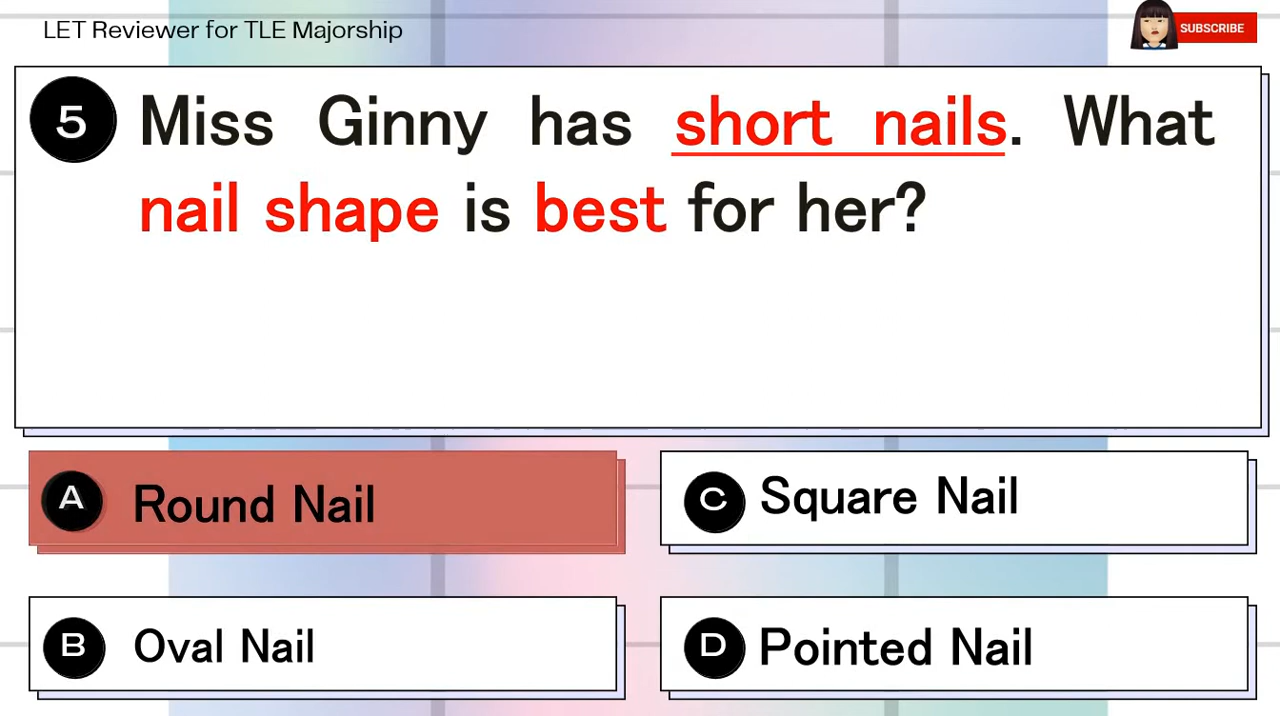 LET Reviewer for TLE Majorship
SUBSCRIBE
5
Miss Ginny has short nails. What
nail shape is best for her?
A Round Nail
C Square Nail
B Oval Nail
D Pointed Nail